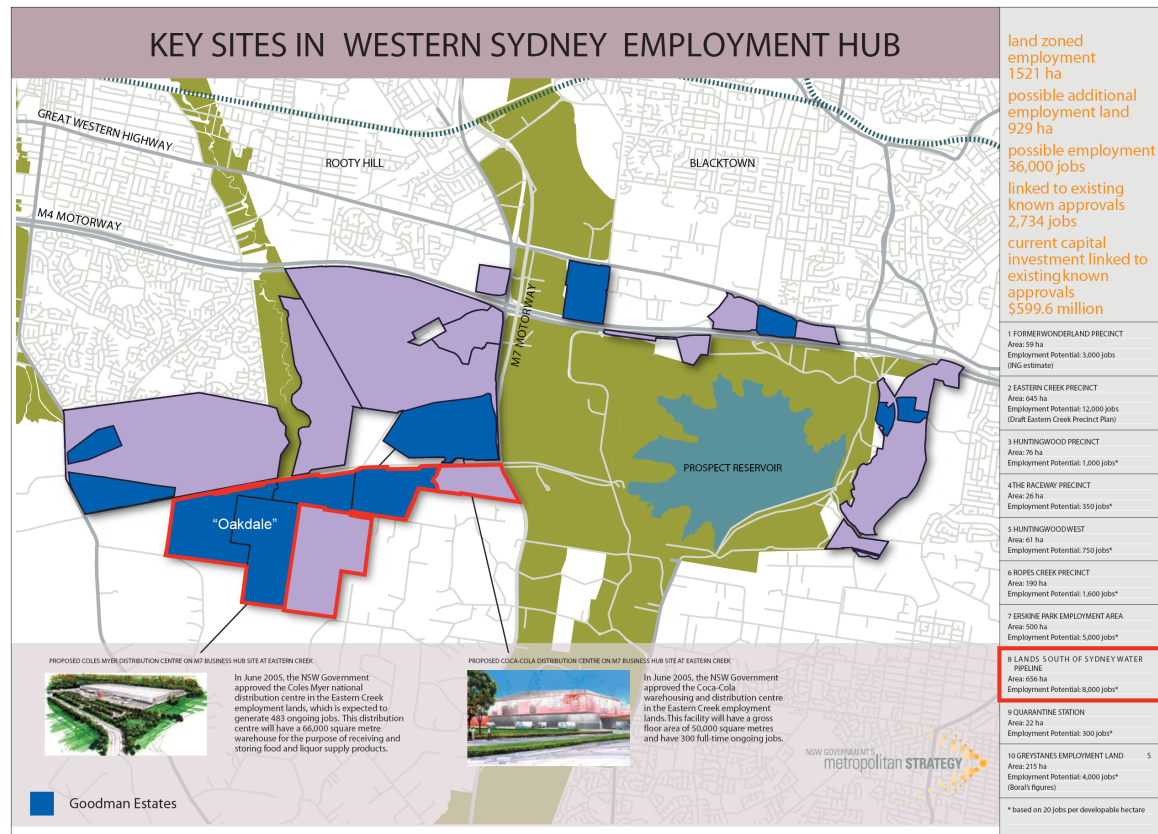 KEY SITES IN WESTERN SYDNEY EMPLOYMENT HUB
GREAT WESTERN HIGHWAY
ROOTY HILL
BLACKTOWN
M4 MOTORWAY
M7 MOTORWAY
PROSPECT RESERVOIR
“Oakdale”
PROPOSED COLES MYER DISTRIBUTION CENTRE ON M7 BUSINESS HUB SITE AT EASTERN CREEK
In June 2005, the NSW Government
approved the Coles Myer national
distribution centre in the Eastern Creek
employment lands, which is expected to
generate 483 ongoing jobs. This distribution
centre will have a 66,000 square metre
warehouse for the purpose of receiving and
storing food and liquor supply products.
PROPOSED COCA-COLA DISTRIBUTION CENTRE ON M7 BUSINESS HUB SITE AT EASTERN CREEK
In June 2005, the NSW Government
approved the Coca-Cola
warehousing and distribution centre
in the Eastern Creek employment
lands. This facility will have a gross
floor area of 50,000 square metres
and have 300 full-time ongoing jobs.
NSW GOVERNMENT'S
metropolitan STRATEGY
Goodman Estates
land zoned
employment
1521 ha
possible additional
employment land
929 ha
possible employment
36,000 jobs
linked to existing
known approvals
2,734 jobs
current capital
investment linked to
existingknown
approvals
$599.6 million
1 FORMERWONDERLAND PRECINCT
Area: 59 ha
Employment Potential: 3,000 jobs
(ING estimate)
2 EASTERN CREEK PRECINCT
Area: 645 ha
Employment Potential: 12,000 jobs
(Draft Eastern Creek Precinct Plan)
3 HUNTINGWOOD PRECINCT
Area: 76 ha
Employment Potential: 1,000 jobs*
4 THE RACEWAY PRECINCT
Area: 26 ha
Employment Potential: 350 jobs*
5 HUNTINGWOOD WEST
Area: 61 ha
Employment Potential: 750 jobs*
6 ROPES CREEK PRECINCT
Area: 190 ha
Employment Potential: 1,600 jobs*
7 ERSKINE PARK EMPLOYMENT AREA
Area: 500 ha
Employment Potential: 5,000 jobs*
8 LANDS SOUTH OF SYDNEY WATER
PIPELINE
Area: 656 ha
Employment Potential: 8,000 jobs*
9 QUARANTINE STATION
Area: 22 ha
Employment Potential: 300 jobs*
10 GREYSTANES EMPLOYMENT LAND S
Area: 215 ha
Employment Potential: 4,000 jobs*
(Boral's figures)
* based on 20 jobs per developable hectare